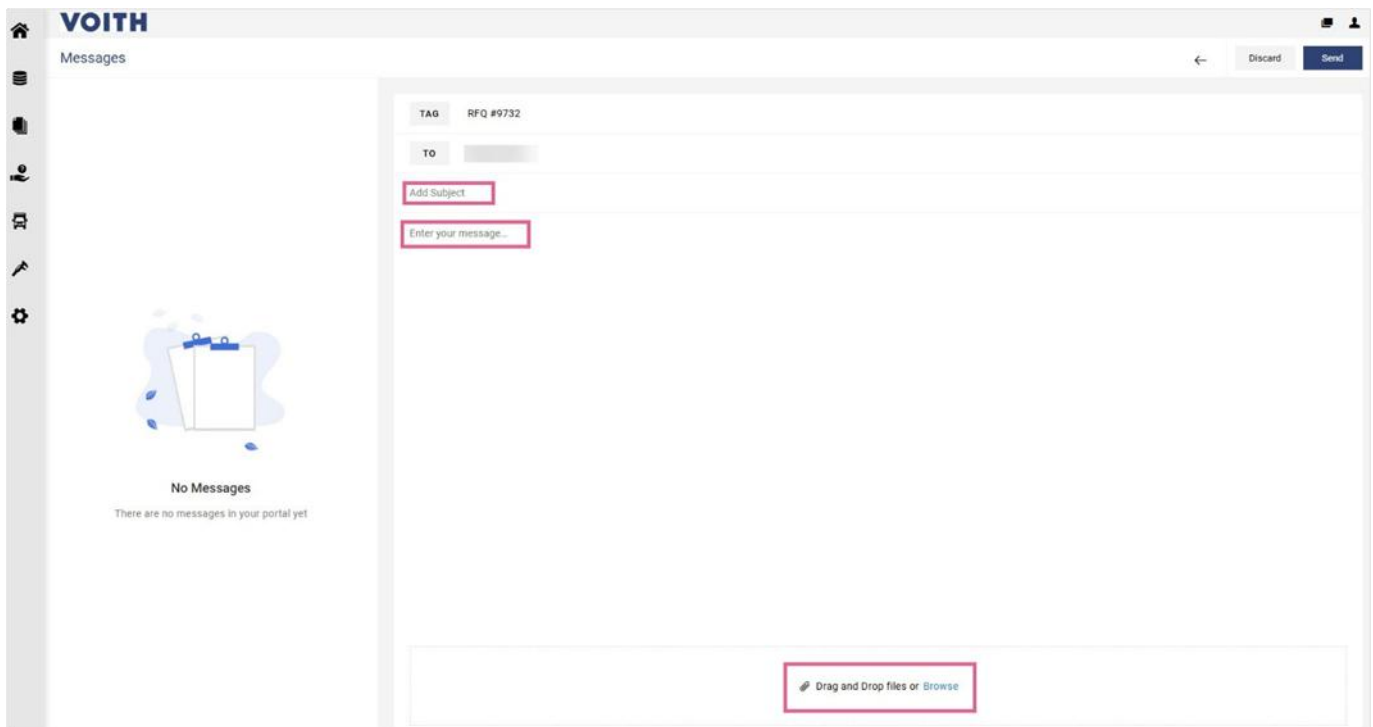 VOITH
Messages
Discard
Send
TAG
RFQ #9732
TO
Add Subject
Enter your message...
No Messages
There are no messages in your portal yet
Drag and Drop files or Browse